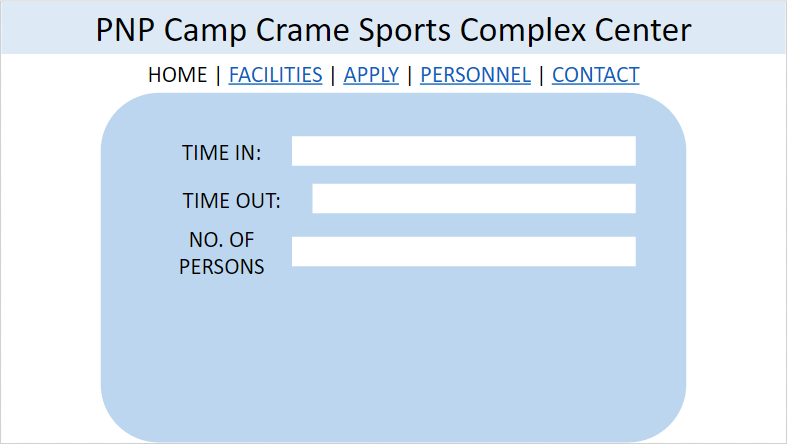 PNP Camp Crame Sports Complex Center
HOME | FACILITIES | APPLY | PERSONNEL | CONTACT
TIME IN:
TIME OUT:
NO. OF
PERSONS